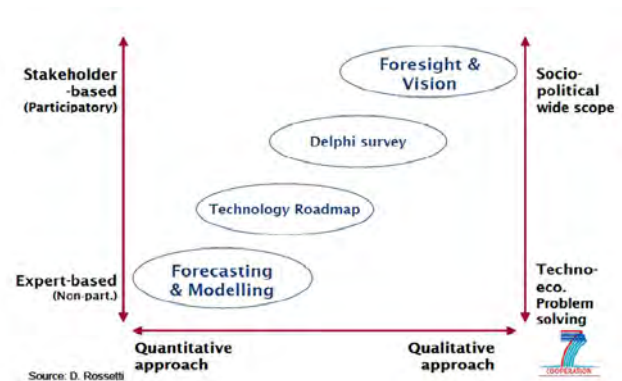 Stakeholder
-based
(Participatory)
Foresight &
Vision
Socio-
political
wide scope
Delphi survey
Technology Roadmap
Expert-based
(Non-part.)
Forecasting
& Modelling
Techno-
eco.
Problem
solving
Quantitative
approach
Qualitative
approach
7
COOPERATION
Source: D. Rossetti